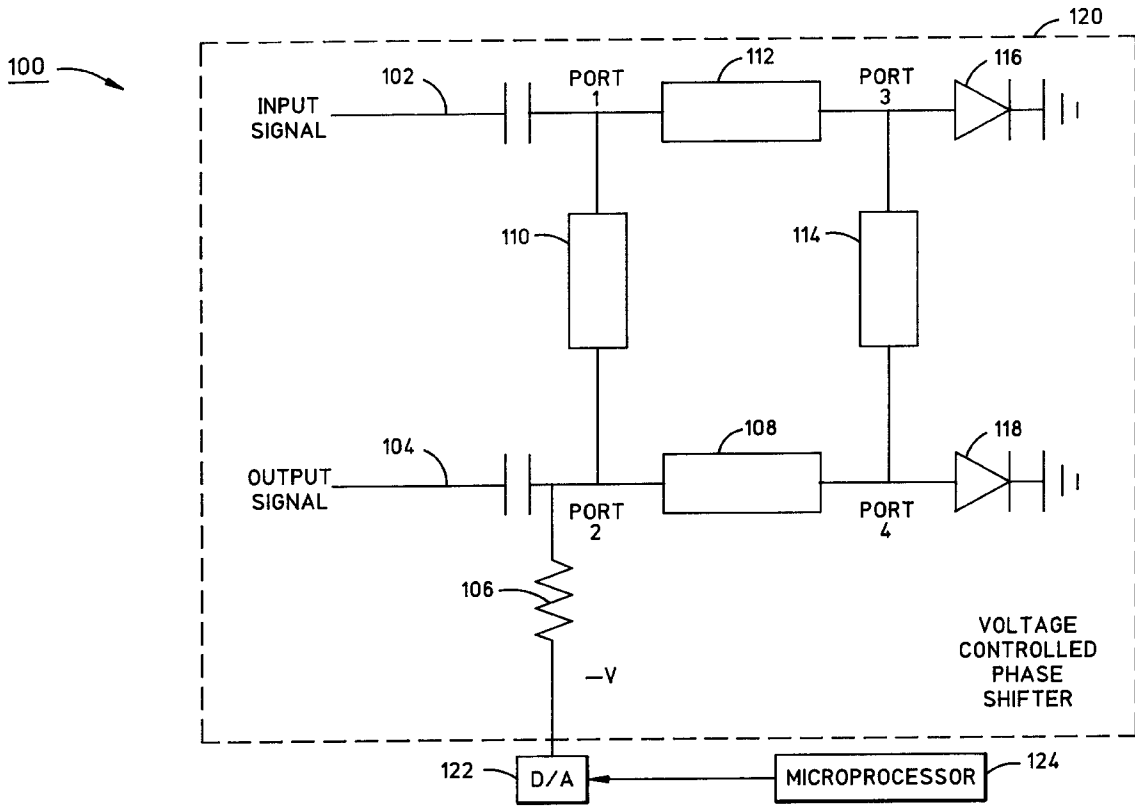 100
120
102
INPUT
SIGNAL
PORT
1
112
PORT
3
116
110
114
104
OUTPUT
SIGNAL
PORT
2
108
PORT
4
118
106
–V
VOLTAGE
CONTROLLED
PHASE
SHIFTER
122
D/A
MICROPROCESSOR
124